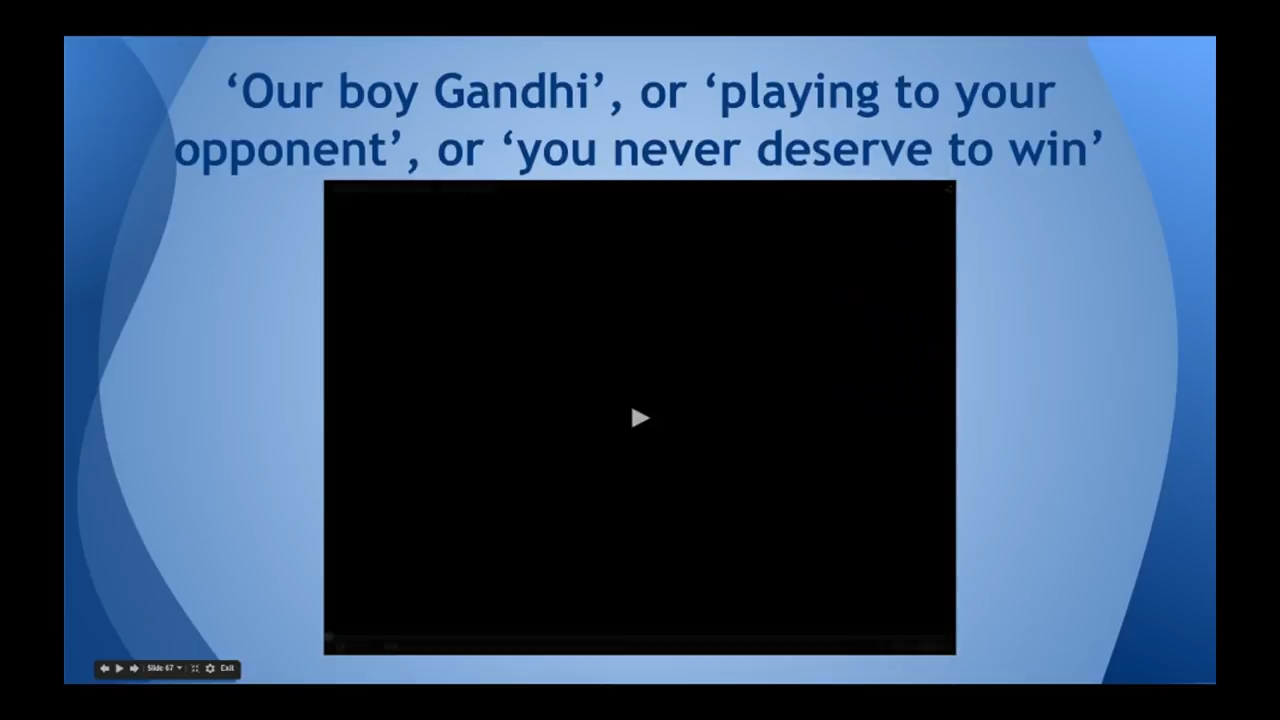 ‘Our boy Gandhi’, or ‘playing to your
opponent’, or ‘you never deserve to win’
Slide 67
Exit